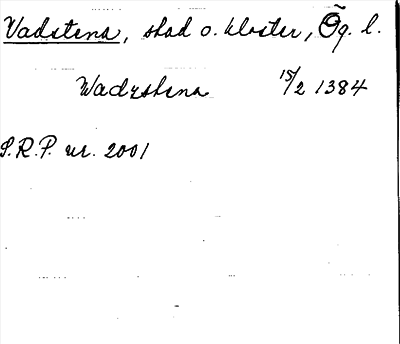 Vadstena, stad o. kloster, Ög. l.
Wadzstena 15/2 1384
S.R.P. nr. 2001